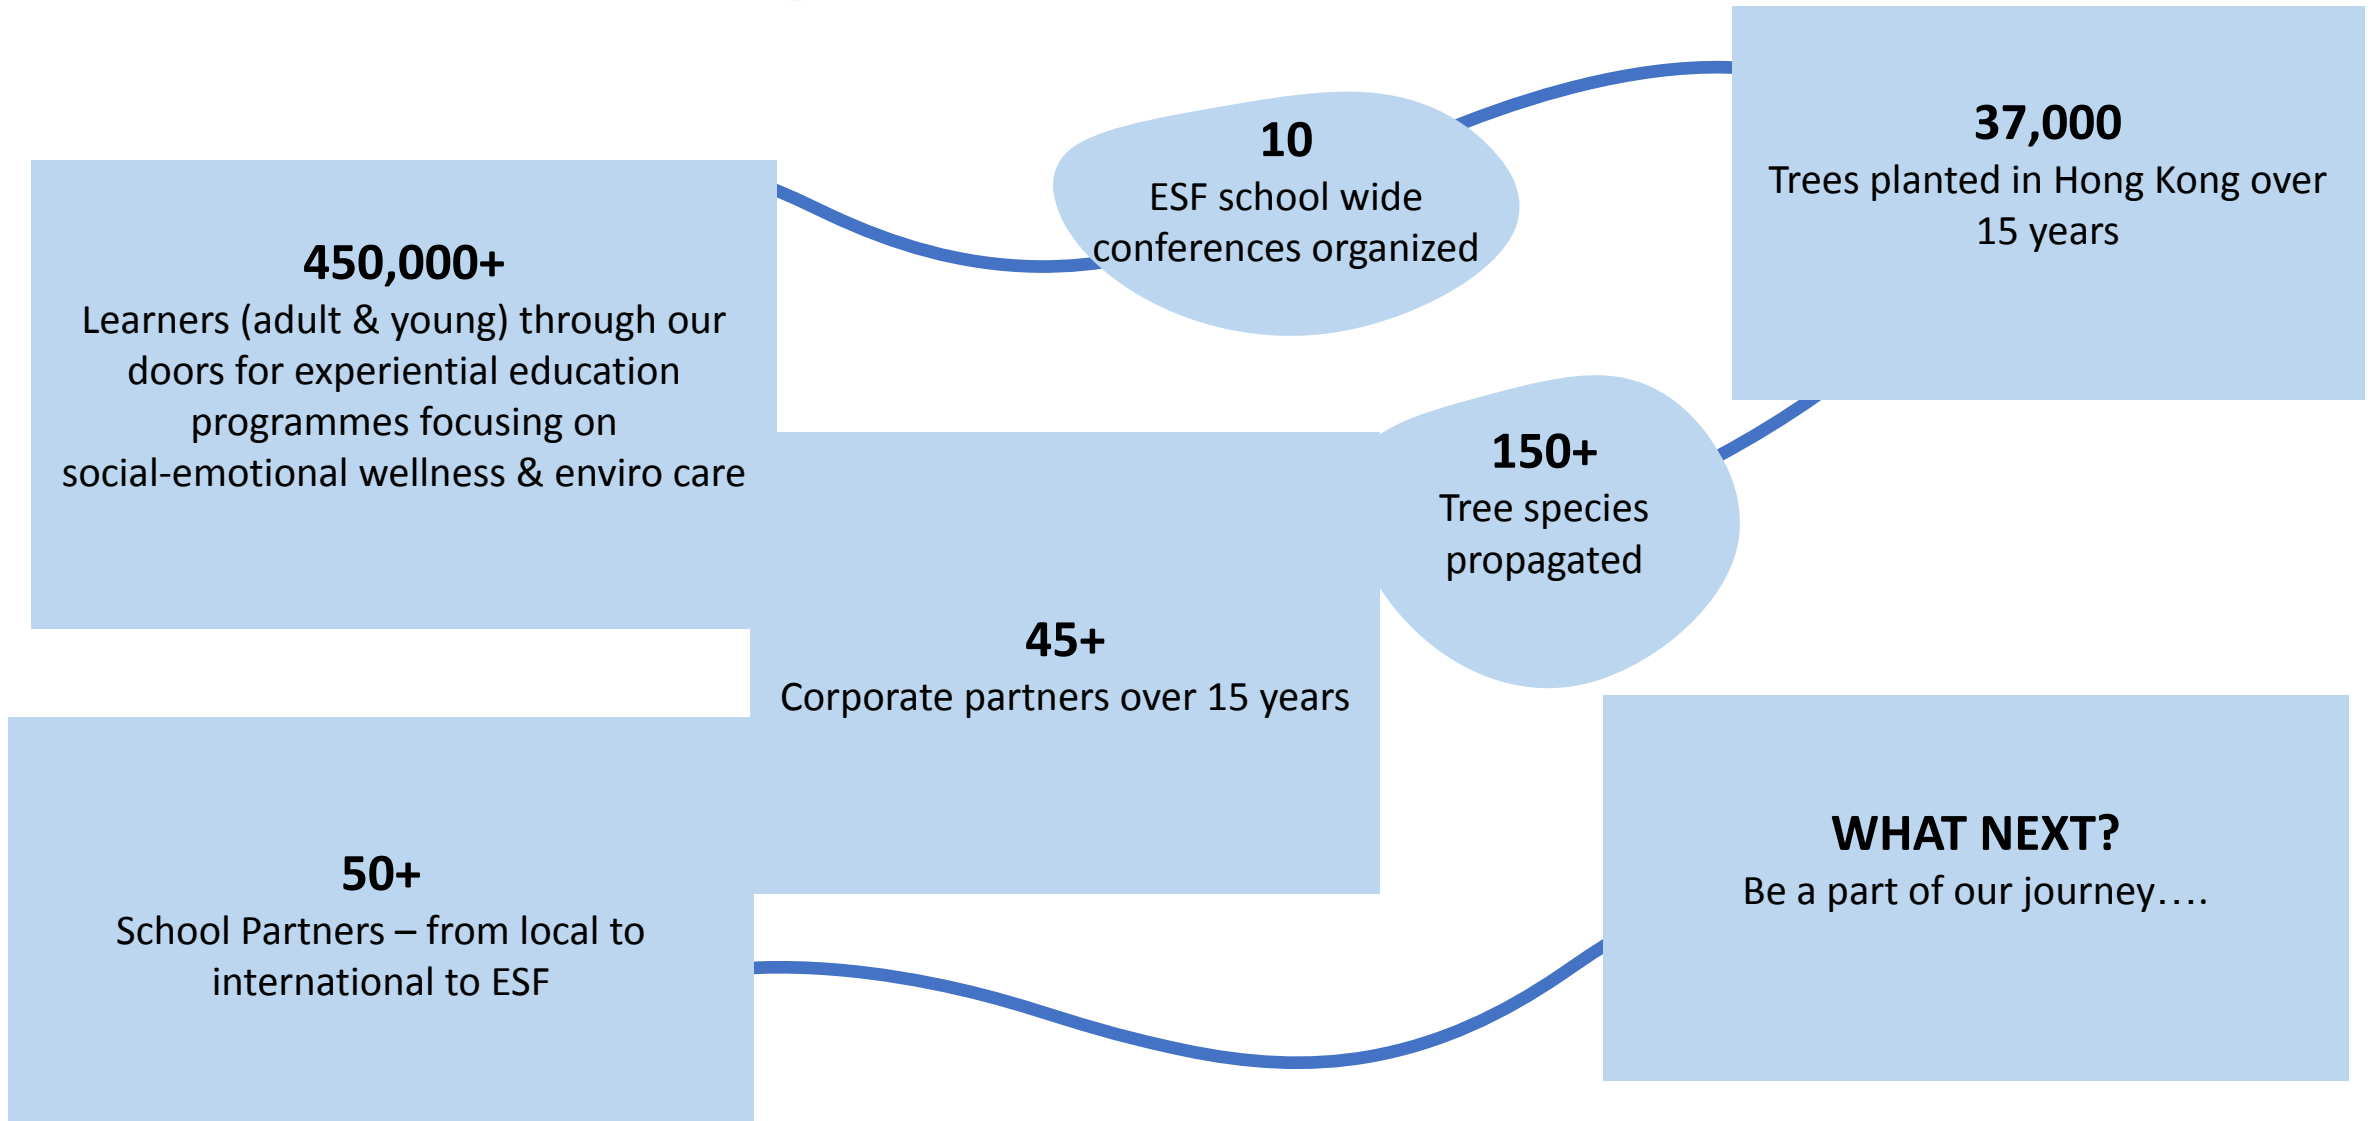 450,000+
Learners (adult & young) through our
doors for experiential education
programmes focusing on
social-emotional wellness & enviro care
10
ESF school wide
conferences organized
37,000
Trees planted in Hong Kong over
15 years
150+
Tree species
propagated
45+
Corporate partners over 15 years
50+
School Partners – from local to
international to ESF
WHAT NEXT?
Be a part of our journey….